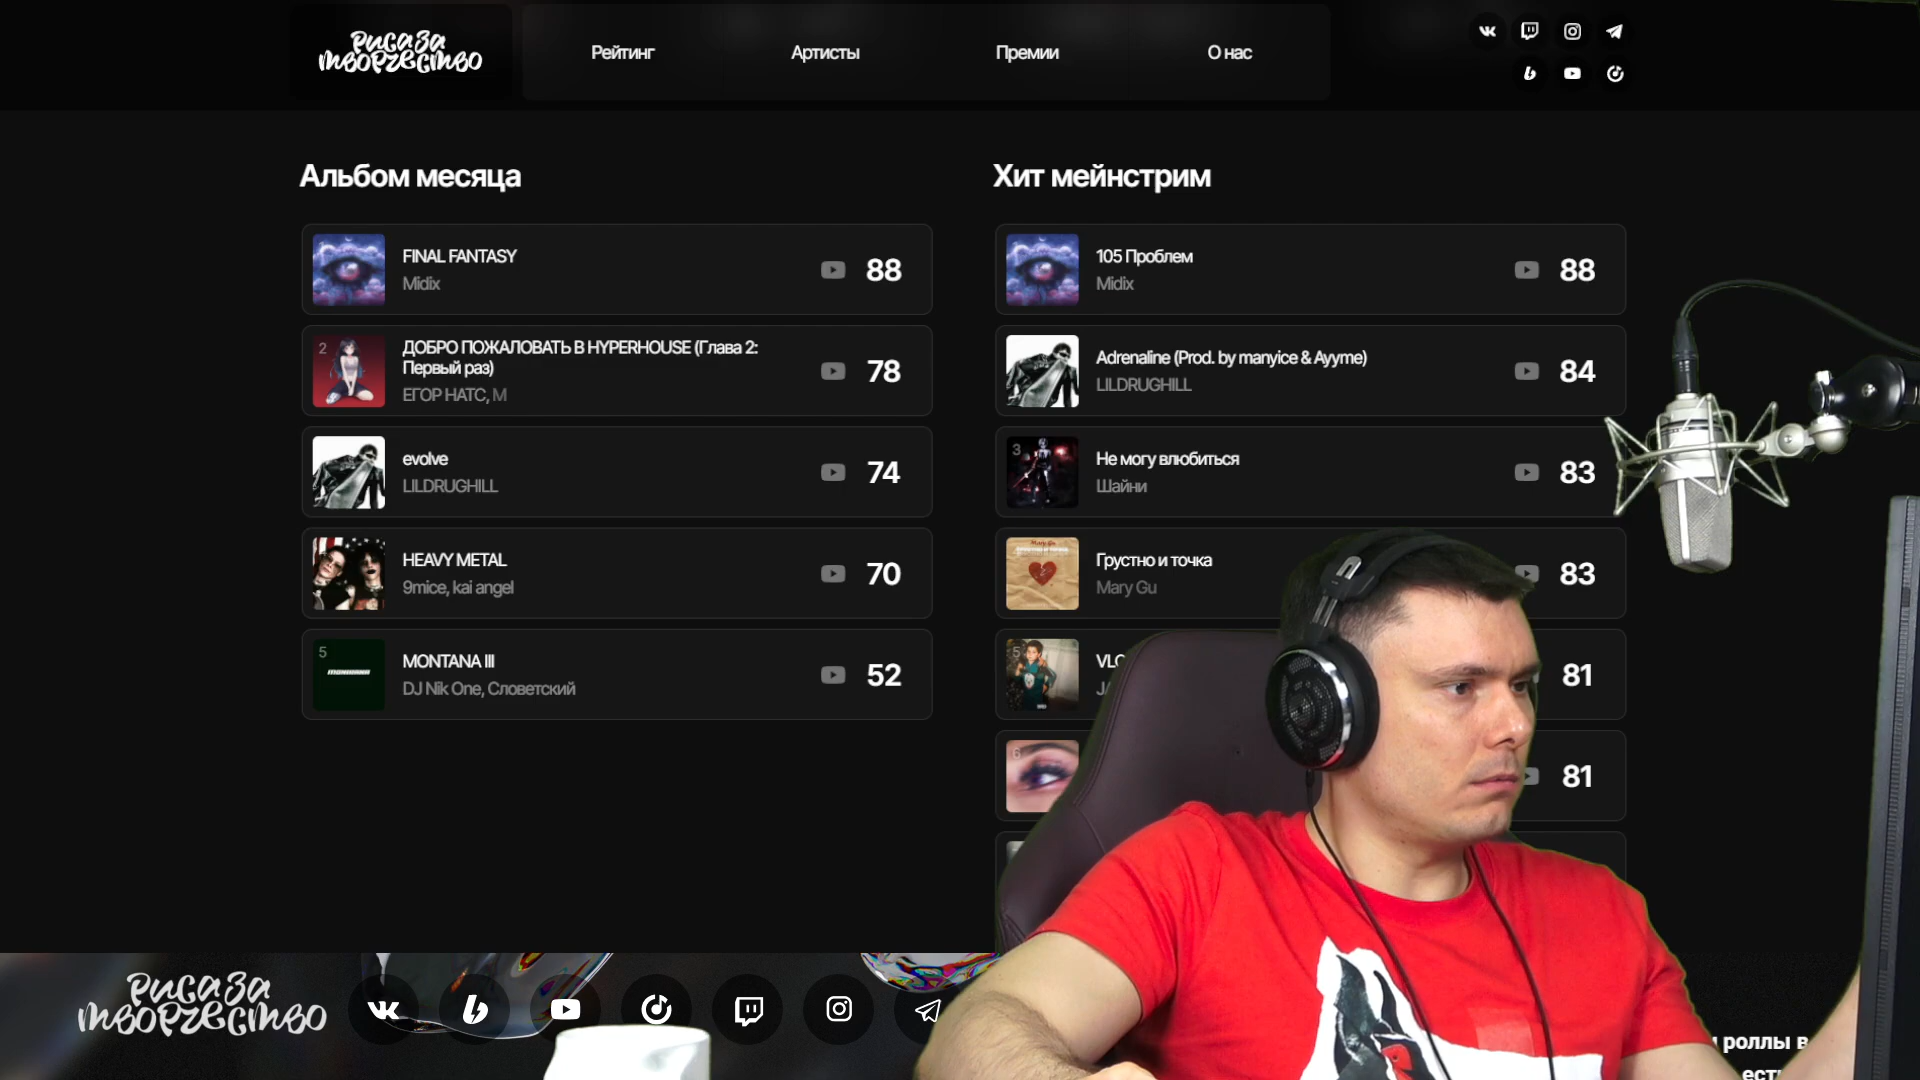 РИСАЗА
ТВОРЧЕСТВО
Рейтинг
Артисты
Премии
О нас
Альбом месяца
FINAL FANTASY
Midix
88
2
ДОБРО ПОЖАЛОВАТЬ В HYPERHOUSE (Глава 2:
Первый раз)
ЕГОР НАТС, М
78
evolve
LILDRUGHILL
74
HEAVY METAL
9mice, kai angel
70
5
MONTANA III
DJ Nik One, Словетский
52
Хит мейнстрим
105 Проблем
Midix
88
Adrenaline (Prod. by manyice & Ayyme)
LILDRUGHILL
84
3
Не могу влюбиться
Шайни
83
Грустно и точка
Mary Gu
83
5
81
6
81
РИСАЗА
ТВОРЧЕСТВО
роллы в